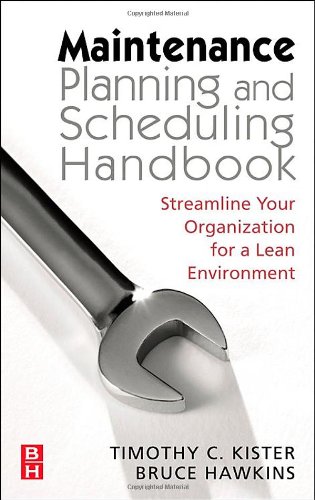 Maintenance
Planning and
Scheduling
Handbook
Streamline Your
Organization
for a Lean
Environment
B
H
TIMOTHY C. KISTER
BRUCE HAWKINS